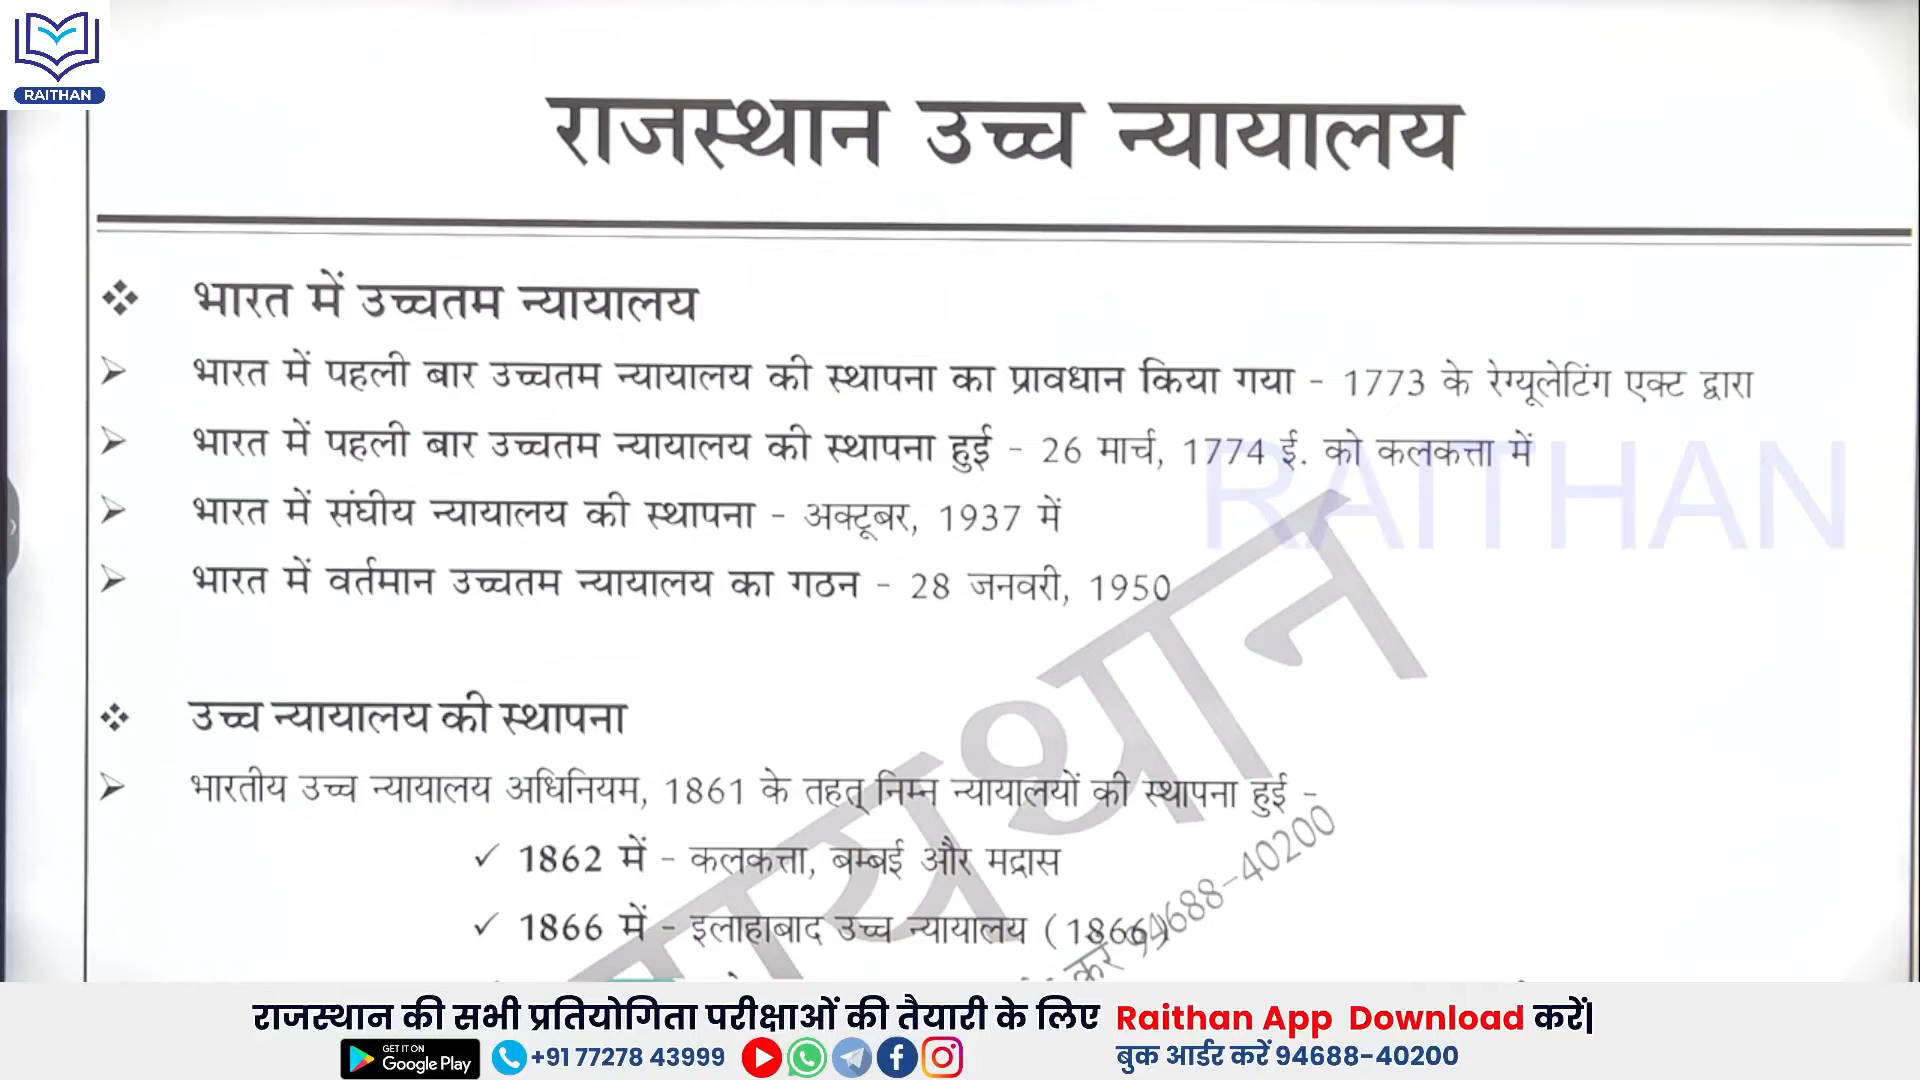 RAITHAN
राजस्थान उच्च न्यायालय
❖ भारत में उच्चतम न्यायालय
➢ भारत में पहली बार उच्चतम न्यायालय की स्थापना का प्रावधान किया गया - 1773 के रेग्यूलेटिंग एक्ट द्वारा
➢ भारत में पहली बार उच्चतम न्यायालय की स्थापना हुई - 26 मार्च, 1774 ई. को कलकत्ता में
RAITHAN
➢ भारत में संघीय न्यायालय की स्थापना - अक्टूबर, 1937 में
➢ भारत में वर्तमान उच्चतम न्यायालय का गठन - 28 जनवरी, 1950
❖ उच्च न्यायालय की स्थापना
➢ भारतीय उच्च न्यायालय अधिनियम, 1861 के तहत् निम्न न्यायालयों की स्थापना हुई -
✓ 1862 में - कलकत्ता, बम्बई और मद्रास
✓ 1866 में - इलाहाबाद उच्च न्यायालय (1866)
रायथान
करें 94688-40200
राजस्थान की सभी प्रतियोगिता परीक्षाओं की तैयारी के लिए Raithan App Download करें|
GET IT ON
Google Play
+91 77278 43999
बुक आर्डर करें 94688-40200